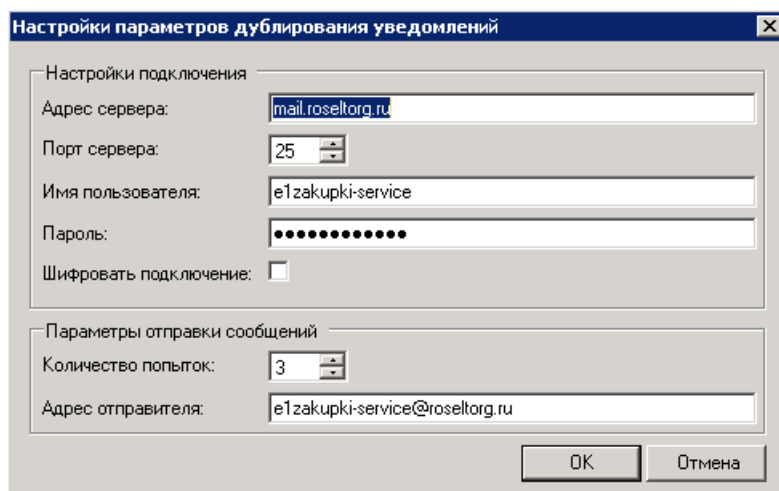 Настройки параметров дублирования уведомлений
Настройки подключения
Адрес сервера: mail.roseltorg.ru
Порт сервера: 25
Имя пользователя: e1zakupki-service
Пароль: ●●●●●●●●●●●●
Шифровать подключение:
Параметры отправки сообщений
Количество попыток: 3
Адрес отправителя: e1zakupki-service@roseltorg.ru
OK Отмена